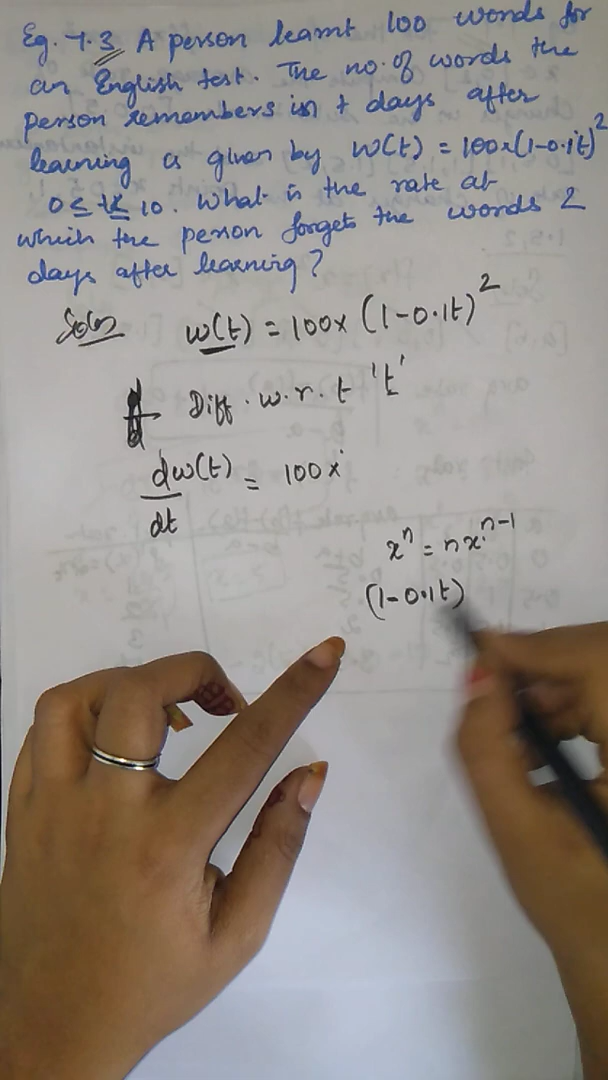 Eg. 7.3 A person learnt 100 words for
an English test. The no. of words the
person remembers in t days after
learning is given by W(t) = 100×(1-0.1t)²
0 ≤ t ≤ 10. What is the rate at
which the person forgets the words 2
days after learning?
Soln w(t) = 100× (1-0.1t)²
Diff. w.r.t 't'
dw(t)/dt = 100×
xⁿ = nxⁿ⁻¹
(1-0.1t)